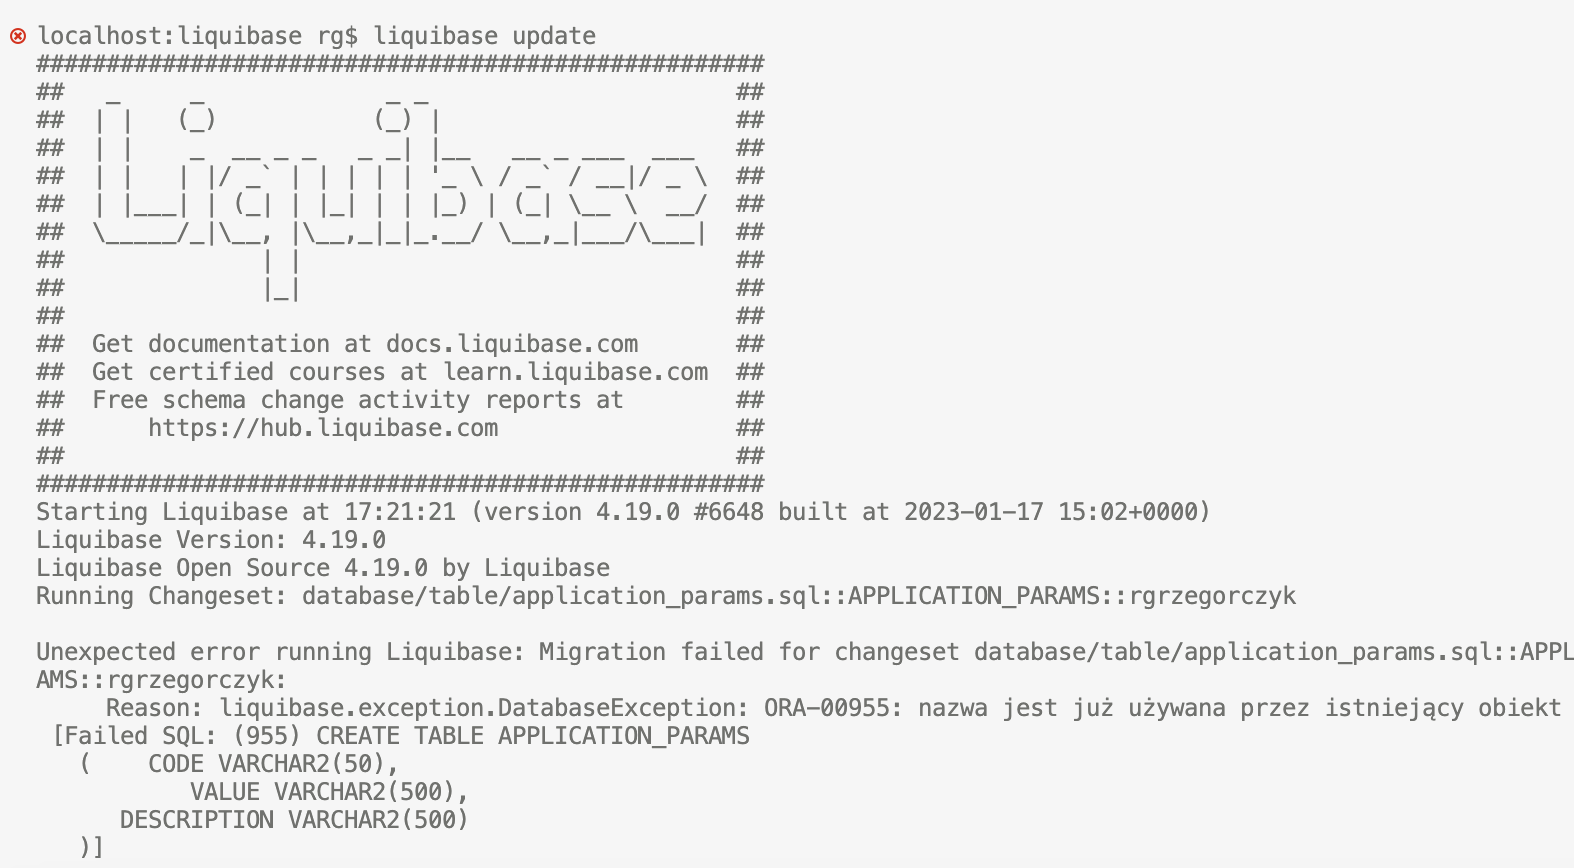 localhost:liquibase rg$ liquibase update
####################################################
##   _     _             _ _                      ##
##  | |   (_)           (_) |                     ##
##  | |    _  __ _ _   _ _| |__   __ _ ___  ___   ##
##  | |   | |/ _` | | | | | '_ \ / _` / __|/ _ \  ##
##  | |___| | (_| | |_| | | |_) | (_| \__ \  __/  ##
##  \_____/_|\__, |\__,_|_|_.__/ \__,_|___/\___|  ##
##              | |                               ##
##              |_|                               ##
##                                                ##
##  Get documentation at docs.liquibase.com       ##
##  Get certified courses at learn.liquibase.com  ##
##  Free schema change activity reports at        ##
##      https://hub.liquibase.com                 ##
##                                                ##
####################################################
Starting Liquibase at 17:21:21 (version 4.19.0 #6648 built at 2023-01-17 15:02+0000)
Liquibase Version: 4.19.0
Liquibase Open Source 4.19.0 by Liquibase
Running Changeset: database/table/application_params.sql::APPLICATION_PARAMS::rgrzegorczyk

Unexpected error running Liquibase: Migration failed for changeset database/table/application_params.sql::APPL
AMS::rgrzegorczyk:
     Reason: liquibase.exception.DatabaseException: ORA-00955: nazwa jest już używana przez istniejący obiekt
 [Failed SQL: (955) CREATE TABLE APPLICATION_PARAMS
   (    CODE VARCHAR2(50),
           VALUE VARCHAR2(500),
      DESCRIPTION VARCHAR2(500)
   )]